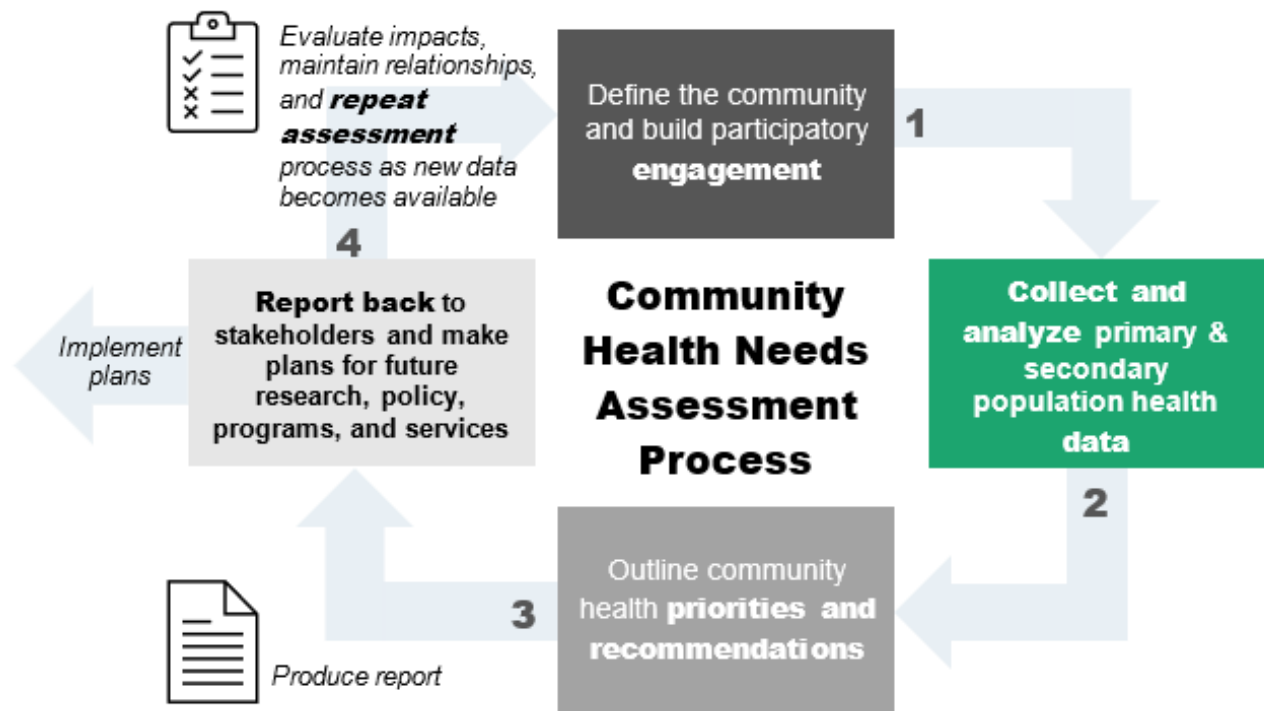 Evaluate impacts,
maintain relationships,
and repeat
assessment
process as new data
becomes available
Define the community
and build participatory
engagement
1
Collect and
analyze primary &
secondary
population health
data
2
Outline community
health priorities and
recommendations
3
Produce report
Report back to
stakeholders and make
plans for future
research, policy,
programs, and services
4
Implement
plans
Community
Health Needs
Assessment
Process